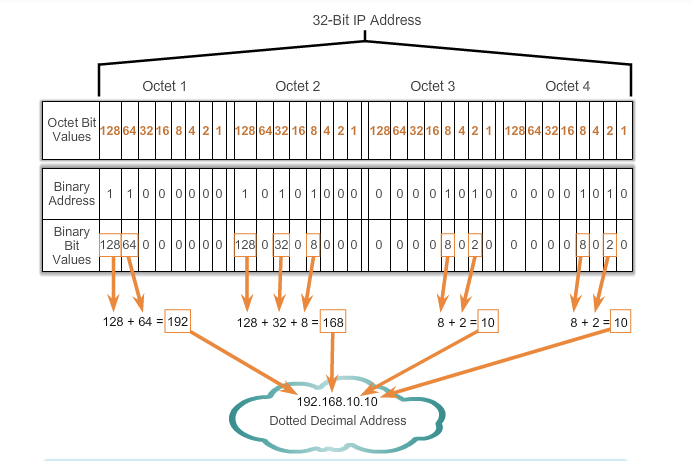 32-Bit IP Address
Octet 1 Octet 2 Octet 3 Octet 4
Octet Bit
Values
128 64 32 16 8 4 2 1 128 64 32 16 8 4 2 1 128 64 32 16 8 4 2 1 128 64 32 16 8 4 2 1
Binary
Address
1 1 0 0 0 0 0 0 1 0 1 0 1 0 0 0 0 0 0 0 1 0 1 0 0 0 0 0 1 0 1 0
Binary
Bit
Values
128 64 0 0 0 0 0 0 128 0 32 0 8 0 0 0 0 0 0 0 8 0 2 0 0 0 0 0 8 0 2 0
128 + 64 = 192 128 + 32 + 8 = 168 8 + 2 = 10 8 + 2 = 10
192.168.10.10
Dotted Decimal Address